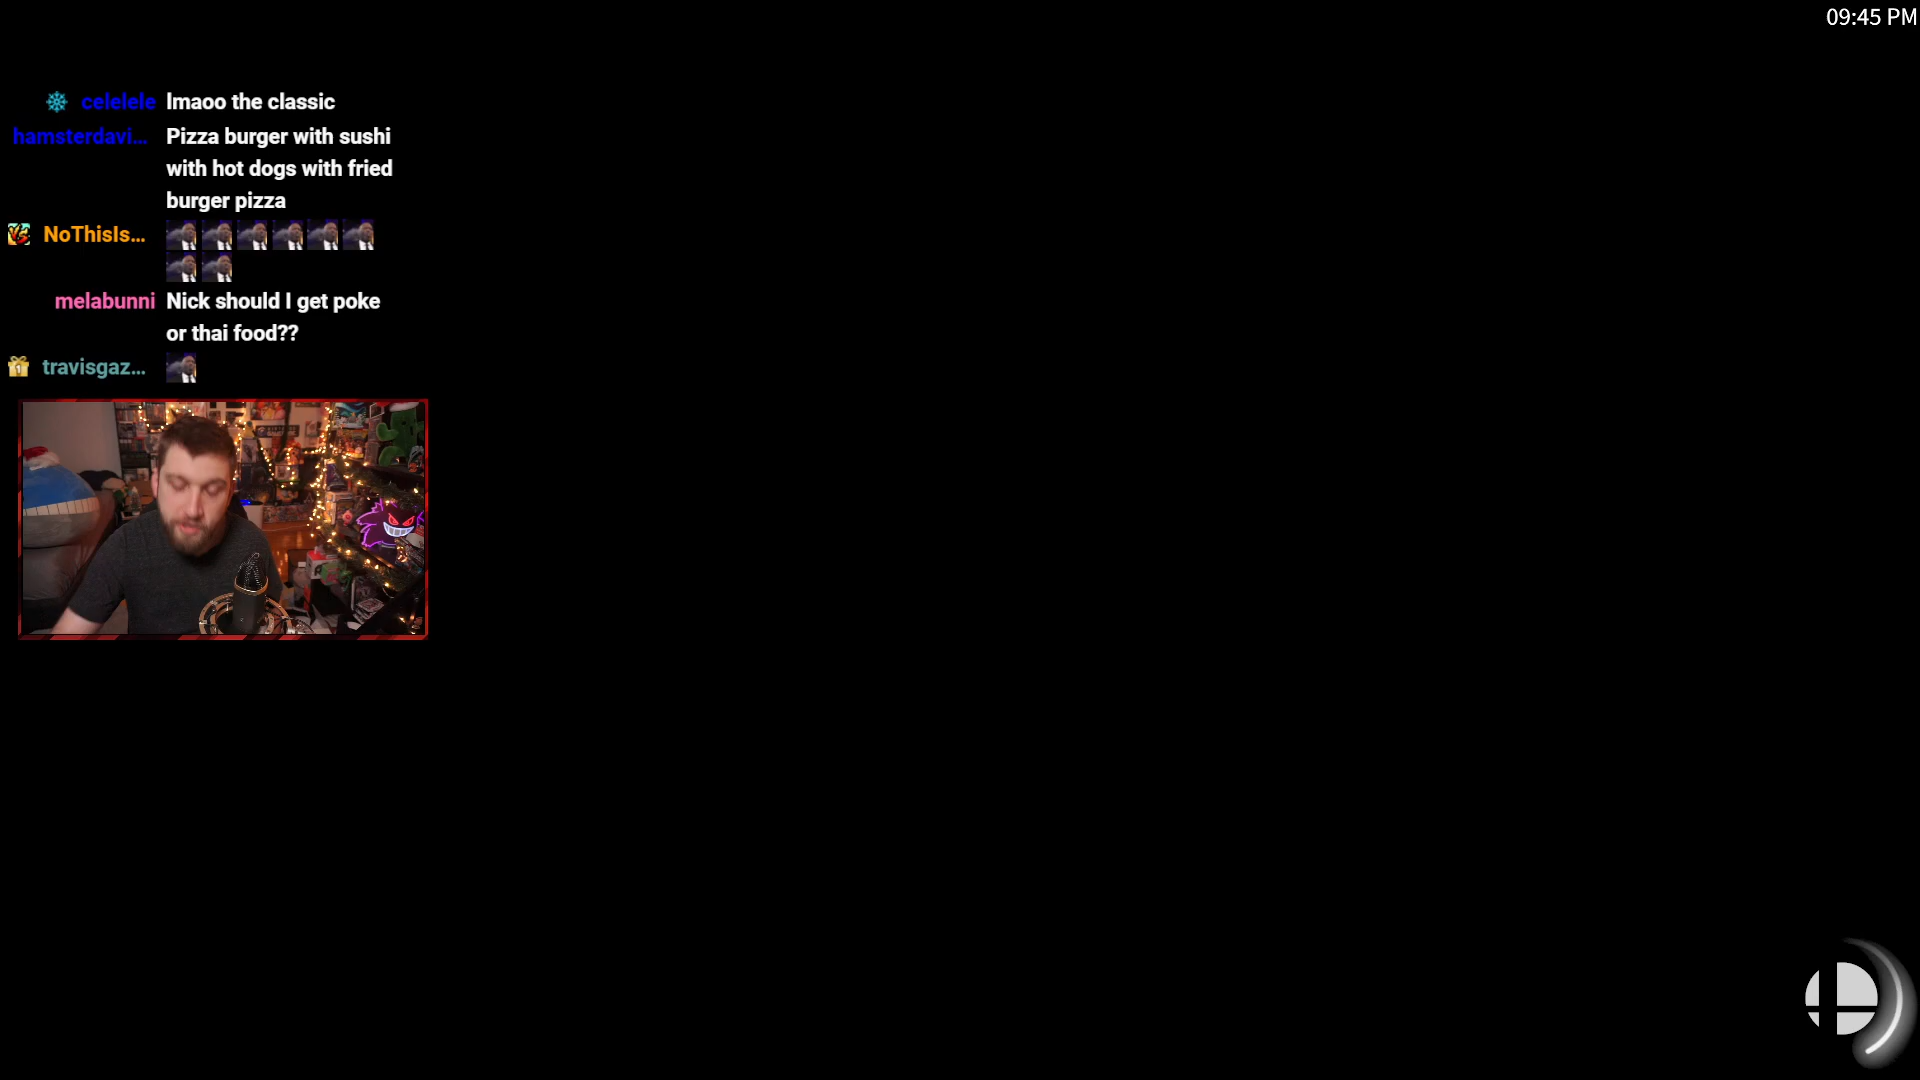 09:45 PM
celelele lmaoo the classic
hamsterdavi... Pizza burger with sushi
with hot dogs with fried
burger pizza
NoThisIs...
melabunni Nick should I get poke
or thai food??
travisgaz...